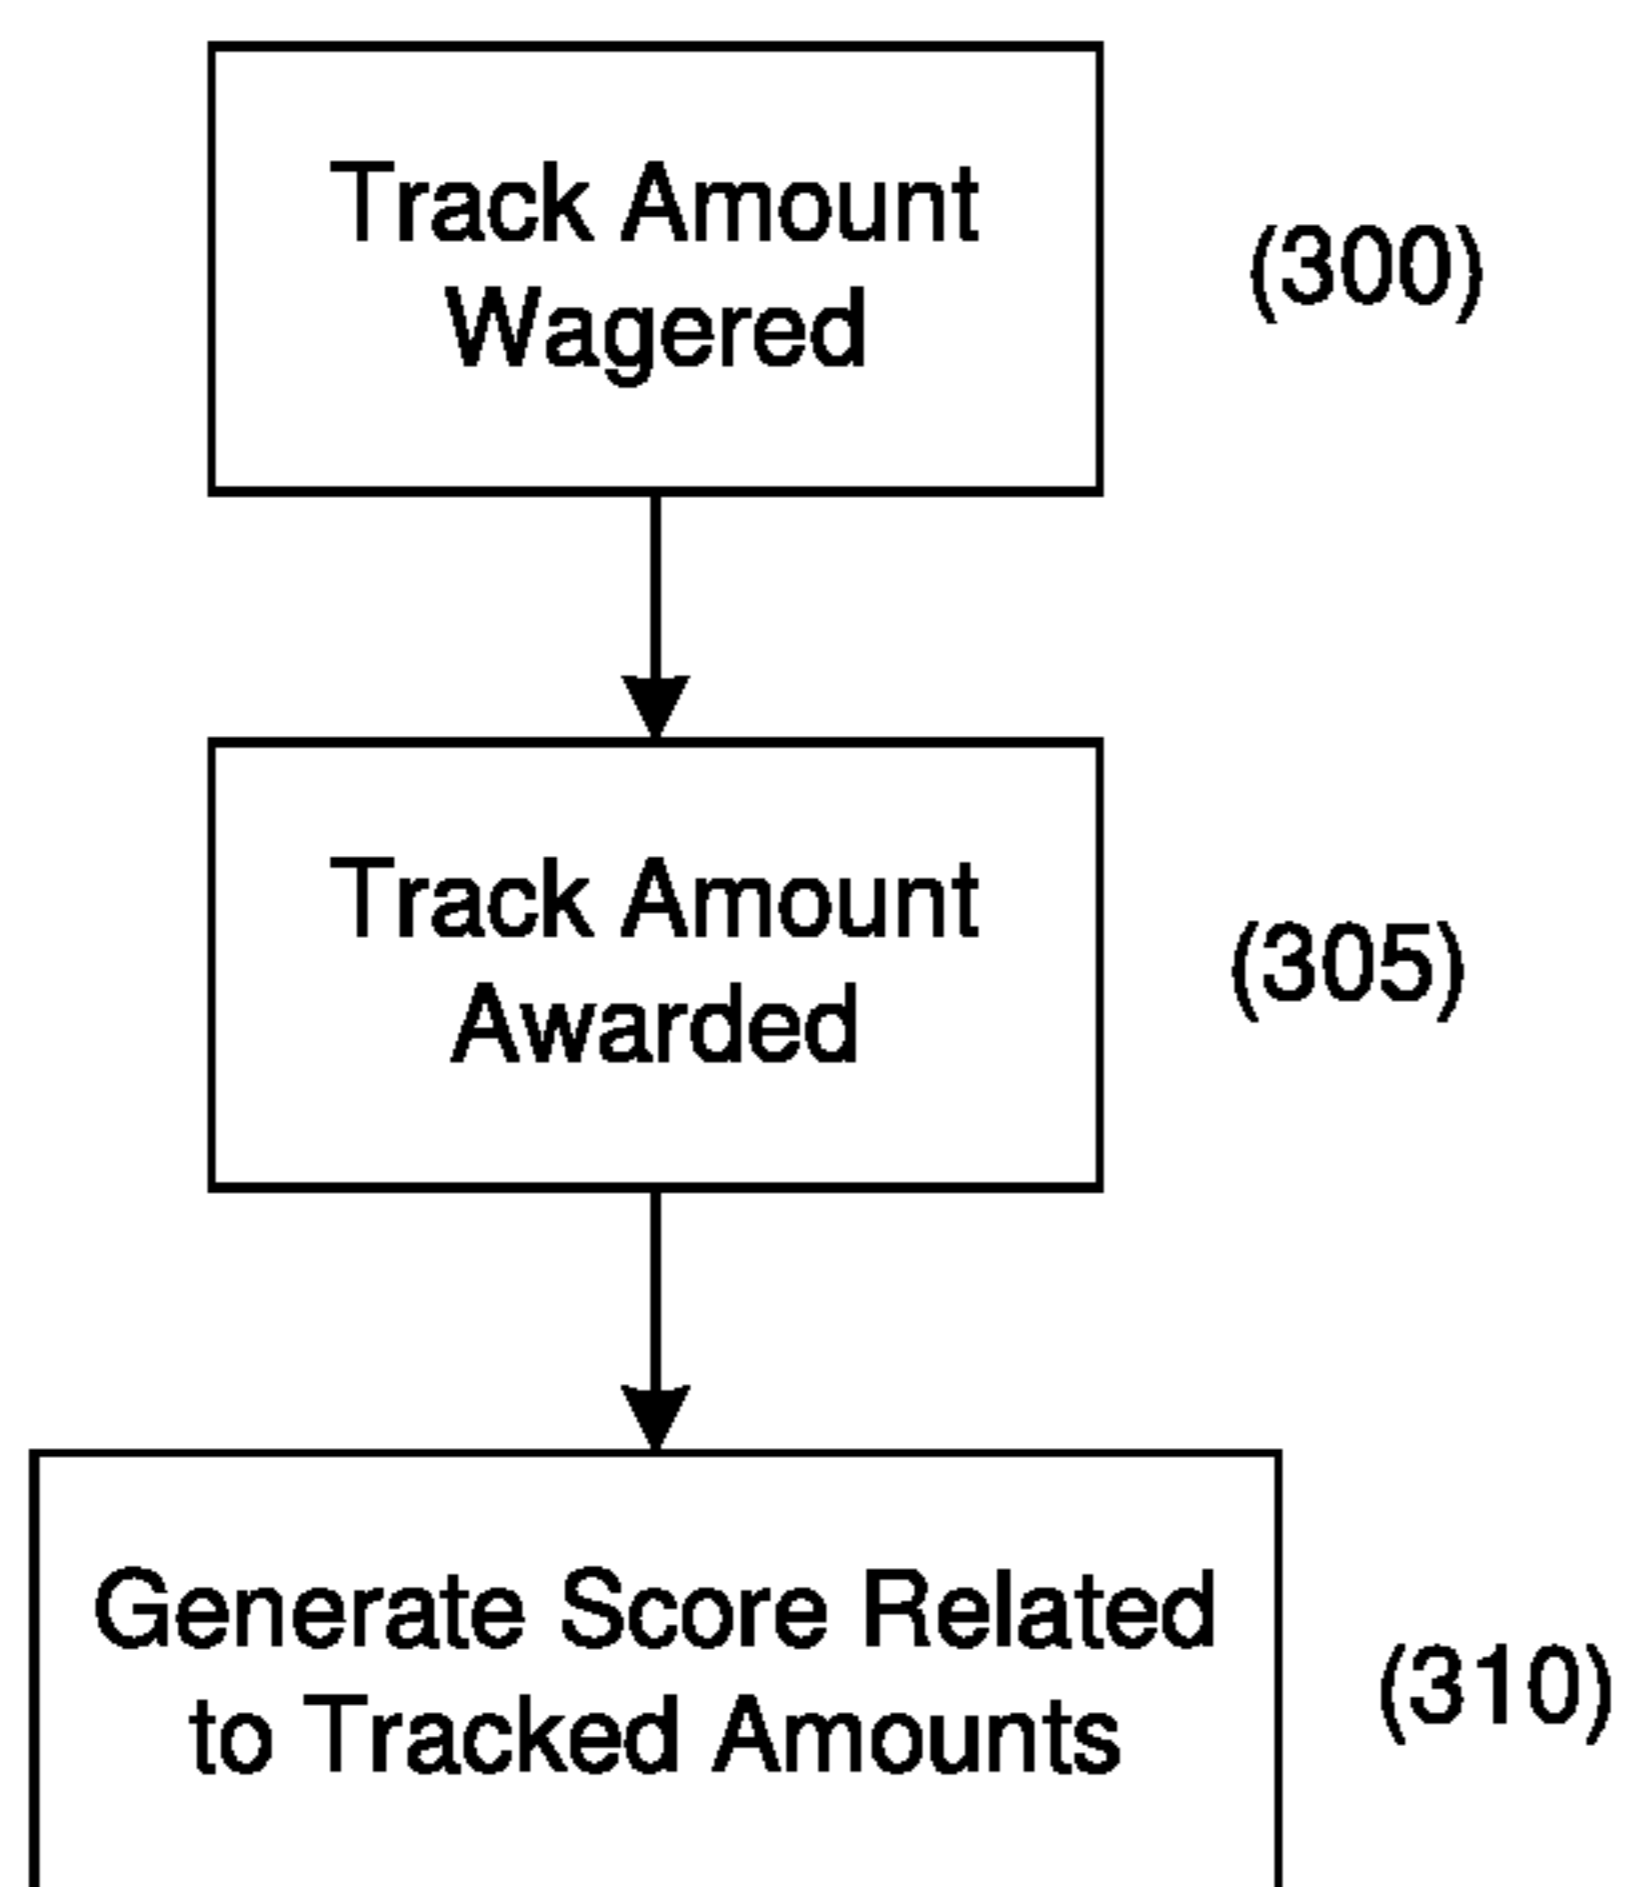 Track Amount
Wagered
(300)
Track Amount
Awarded
(305)
Generate Score Related
to Tracked Amounts
(310)